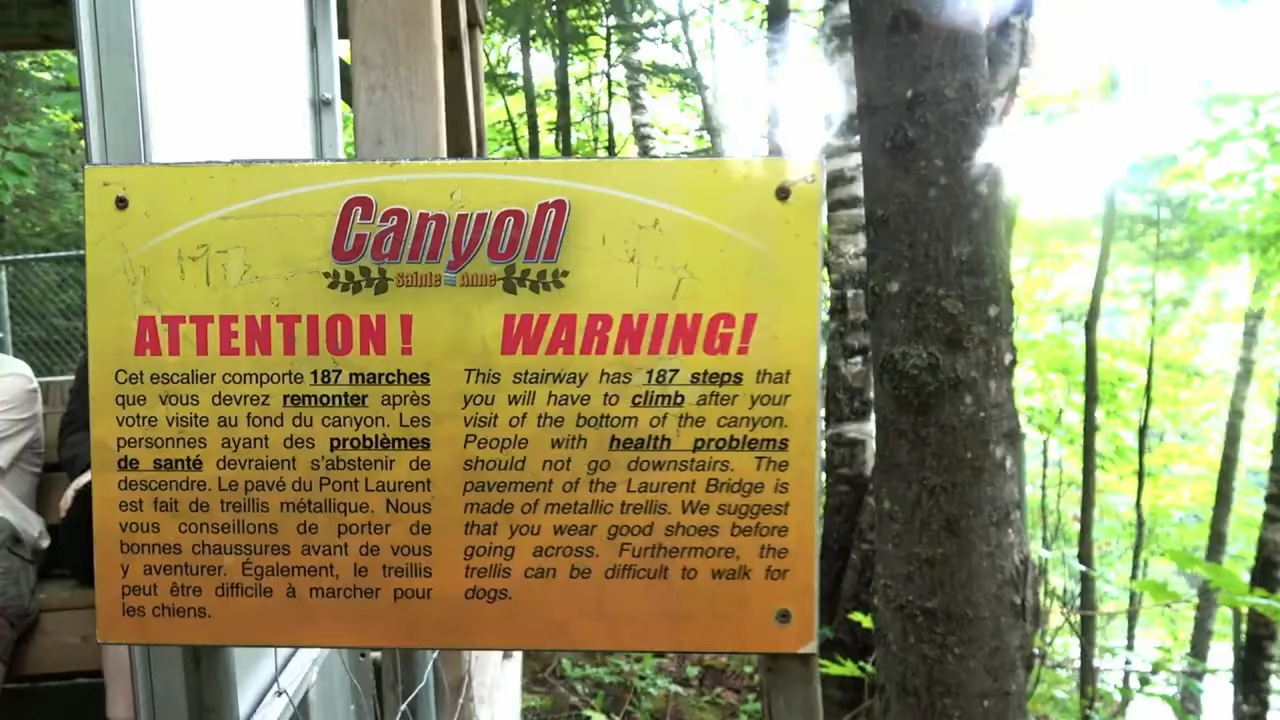 Canyon
Sainte Anne
ATTENTION !
Cet escalier comporte 187 marches
que vous devrez remonter après
votre visite au fond du canyon. Les
personnes ayant des problèmes
de santé devraient s'abstenir de
descendre. Le pavé du Pont Laurent
est fait de treillis métallique. Nous
vous conseillons de porter de
bonnes chaussures avant de vous
y aventurer. Également, le treillis
peut être difficile à marcher pour
les chiens.
WARNING!
This stairway has 187 steps that
you will have to climb after your
visit of the bottom of the canyon.
People with health problems
should not go downstairs. The
pavement of the Laurent Bridge is
made of metallic trellis. We suggest
that you wear good shoes before
going across. Furthermore, the
trellis can be difficult to walk for
dogs.